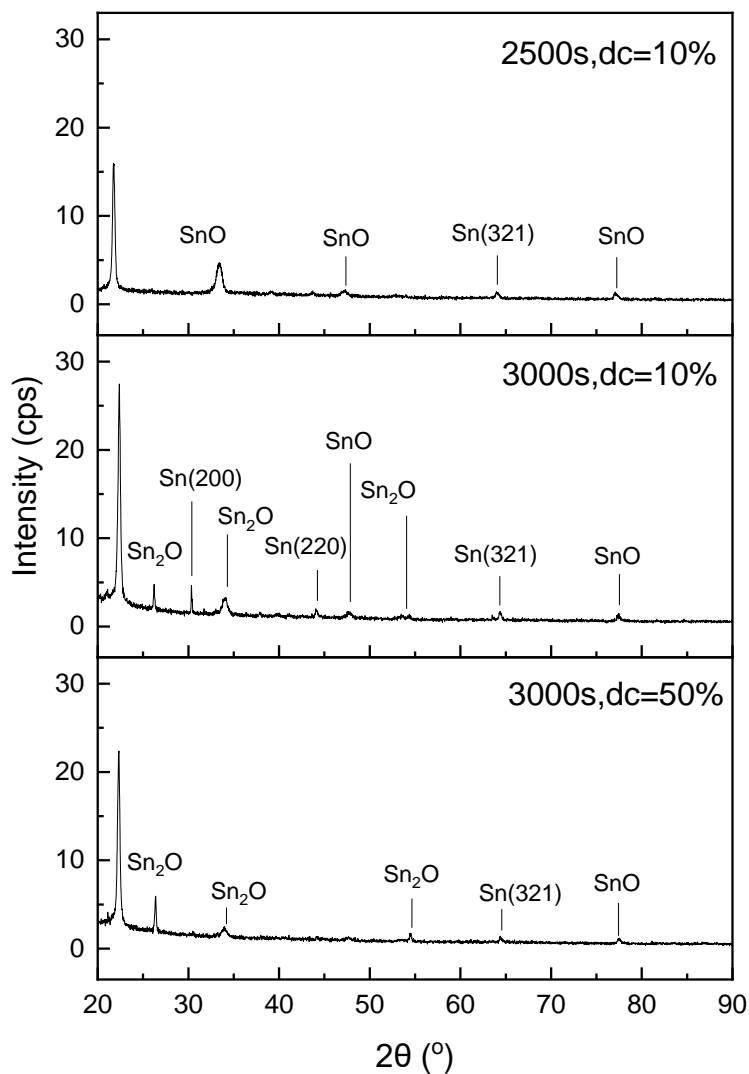 30
2500s,dc=10%
20
10
0
SnO
SnO
Sn(321)
SnO
30
3000s,dc=10%
20
10
0
Sn₂O
Sn(200)
Sn₂O
Sn(220)
SnO
Sn₂O
Sn(321)
SnO
30
3000s,dc=50%
20
10
0
Sn₂O
Sn₂O
Sn₂O
Sn(321)
SnO
20 30 40 50 60 70 80 90
2θ (º)
Intensity (cps)